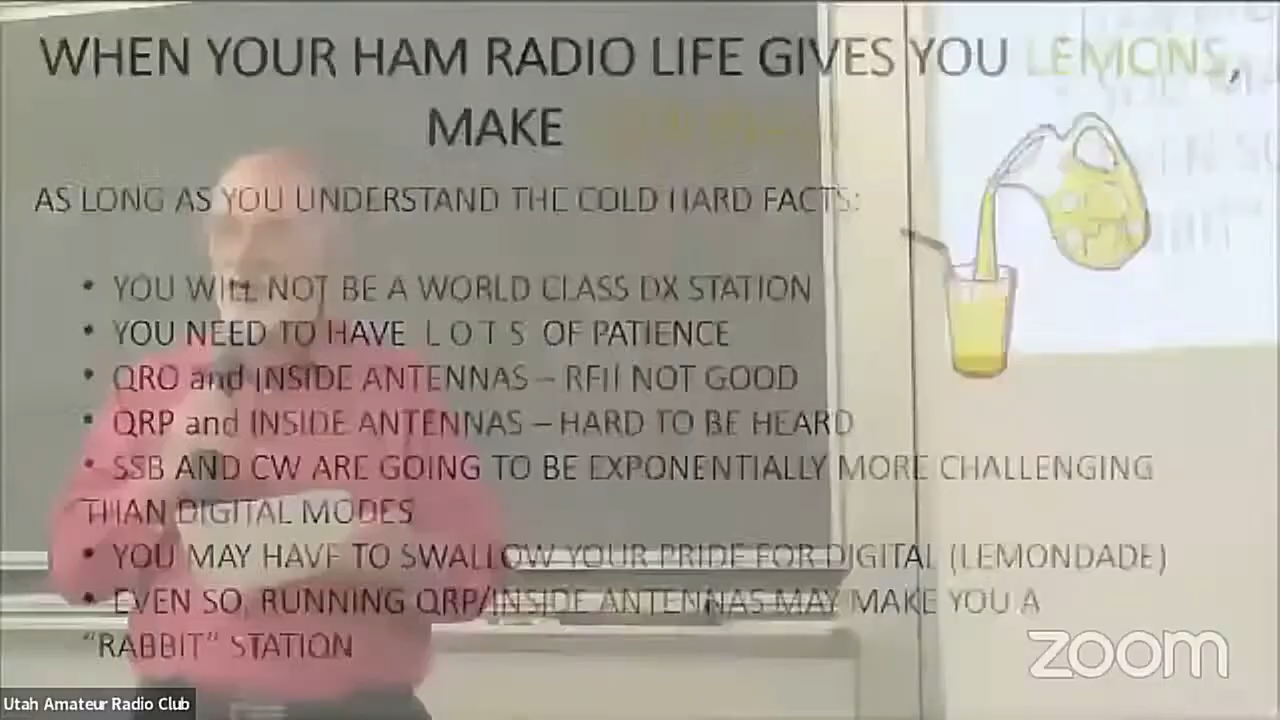 WHEN YOUR HAM RADIO LIFE GIVES YOU LEMONS,
MAKE
AS LONG AS YOU UNDERSTAND THE COLD HARD FACTS:
• YOU WILL NOT BE A WORLD CLASS DX STATION
• YOU NEED TO HAVE L O T S OF PATIENCE
• QRO and INSIDE ANTENNAS – RFI! NOT GOOD
• QRP and INSIDE ANTENNAS – HARD TO BE HEARD
• SSB AND CW ARE GOING TO BE EXPONENTIALLY MORE CHALLENGING
THAN DIGITAL MODES
• YOU MAY HAVE TO SWALLOW YOUR PRIDE FOR DIGITAL (LEMONDADE)
• EVEN SO, RUNNING QRP/INSIDE ANTENNAS MAY MAKE YOU A
“RABBIT” STATION
zoom
Utah Amateur Radio Club